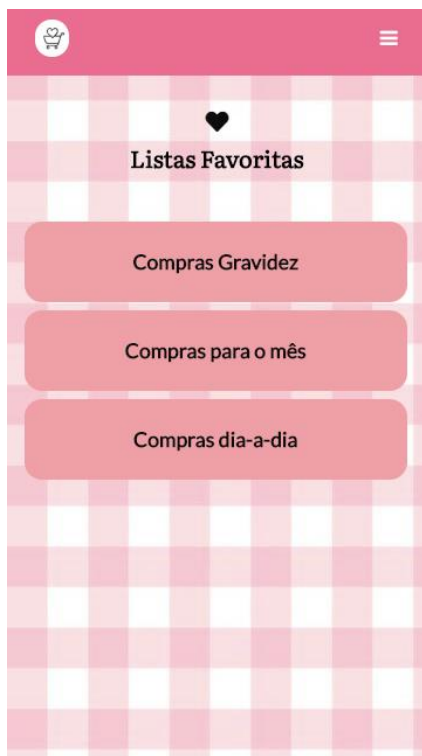 Listas Favoritas
Compras Gravidez
Compras para o mês
Compras dia-a-dia